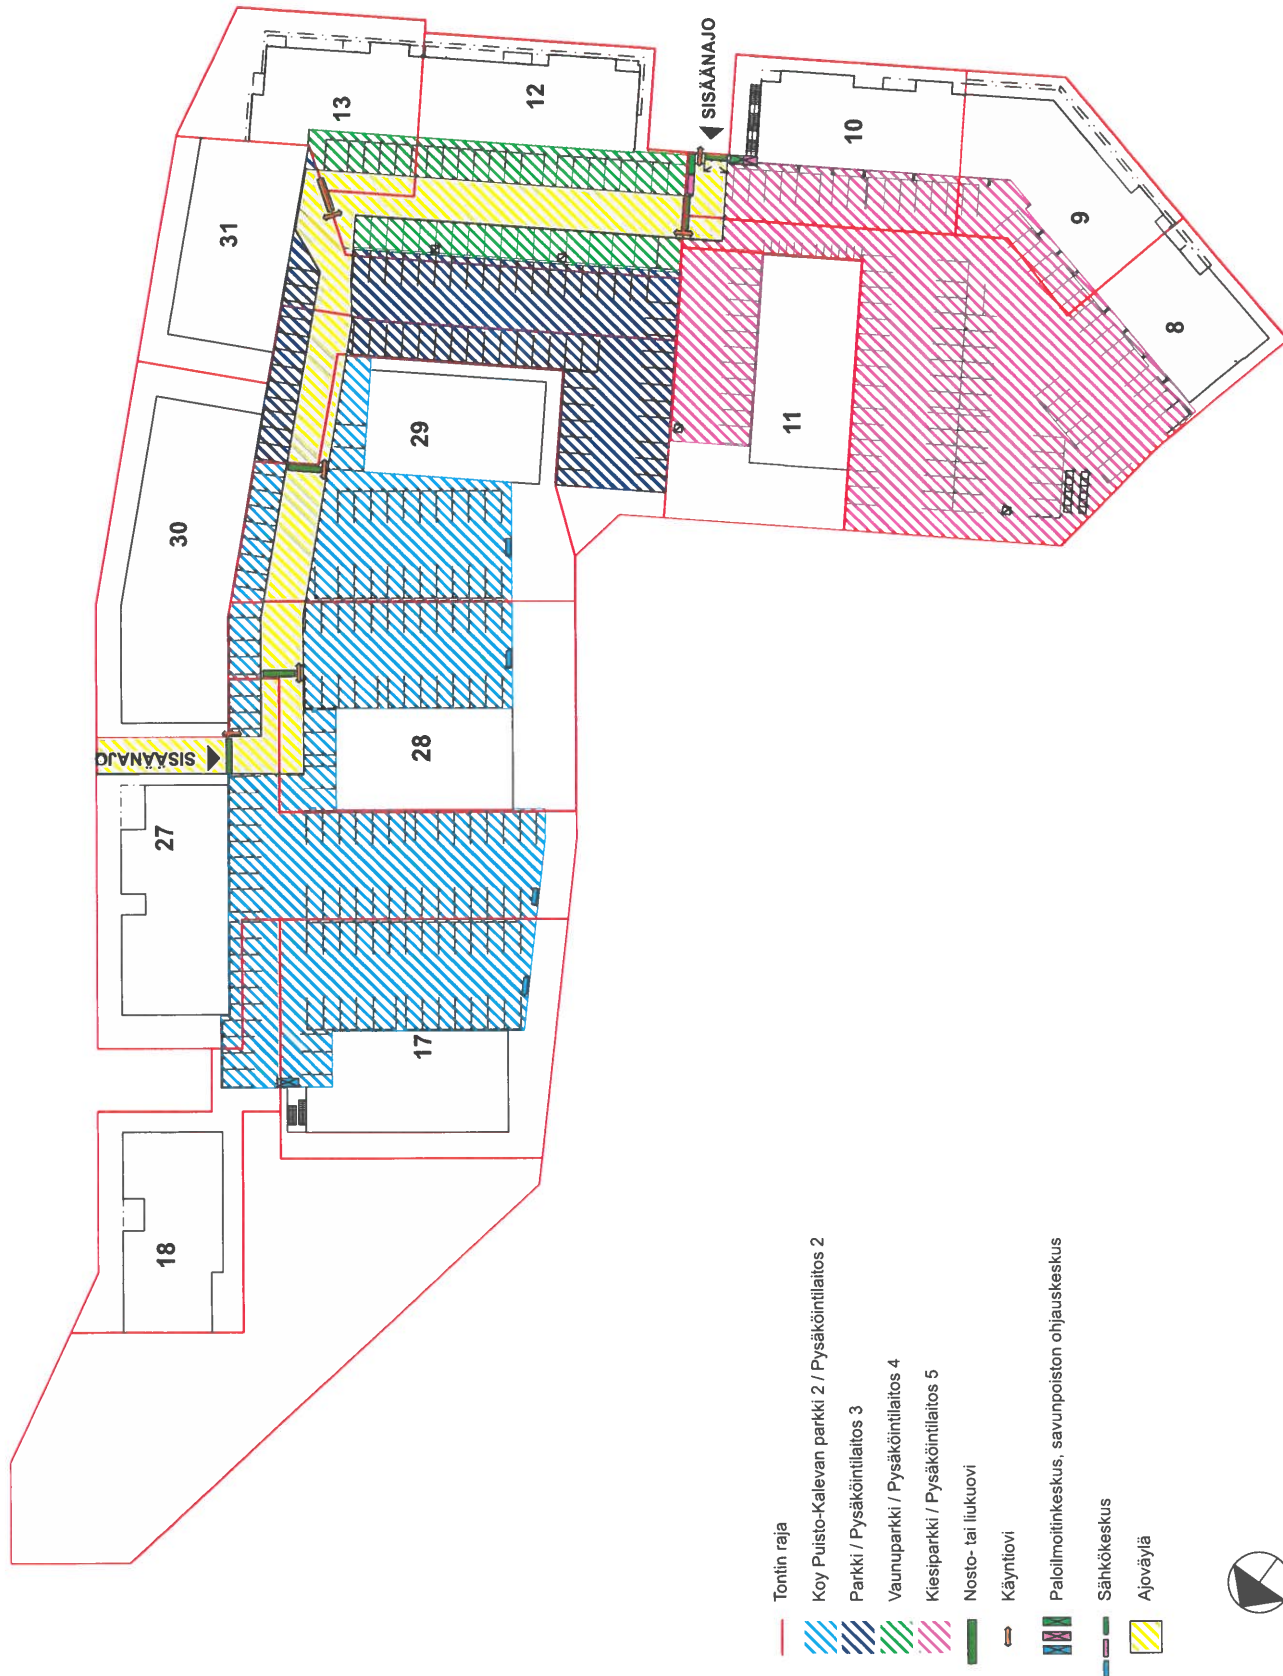 SISÄÄNAJO
SISÄÄNAJO
13
12
10
9
8
11
31
30
29
28
27
17
18
Tontin raja
Koy Puisto-Kalevan parkki 2 / Pysäköintilaitos 2
Parkki / Pysäköintilaitos 3
Vaunuparkki / Pysäköintilaitos 4
Kiesiparkki / Pysäköintilaitos 5
Nosto- tai liukuovi
Käyntiovi
Paloilmoitinkeskus, savunpoiston ohjauskeskus
Sähkökeskus
Ajoväylä